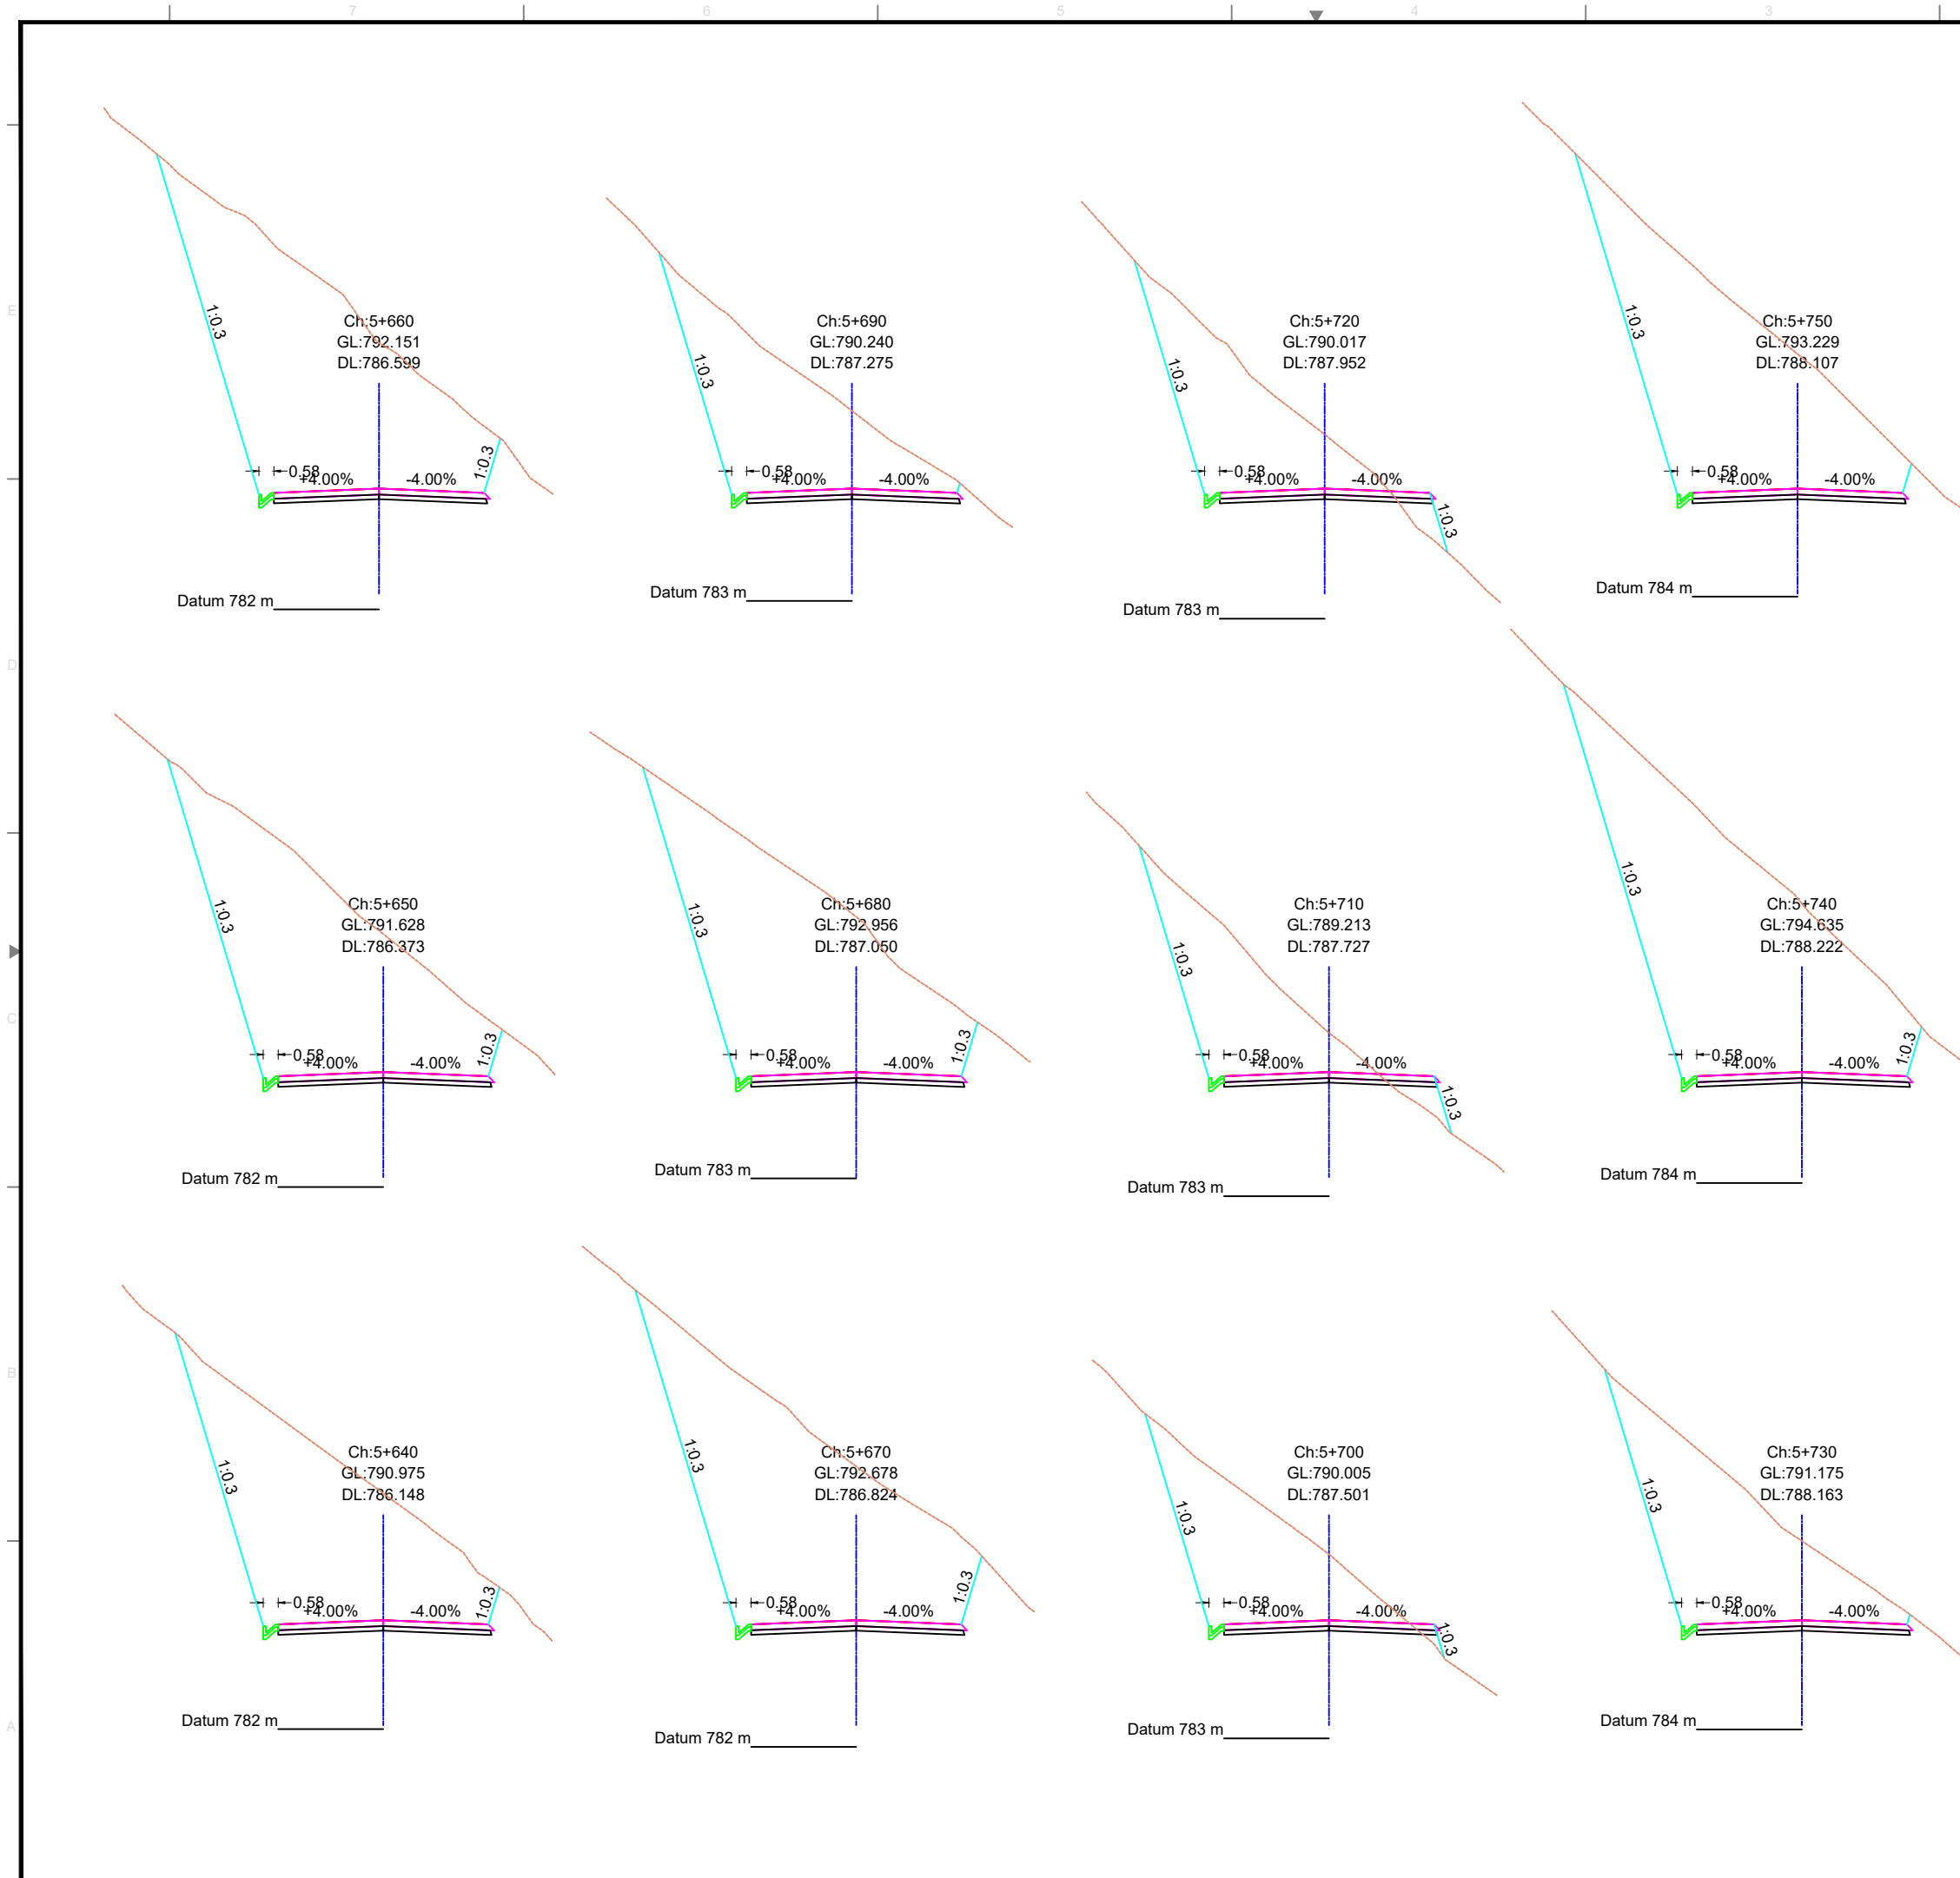 7 6 5 4 3
E
Ch:5+660
GL:792.151
DL:786.599
1:0.3
0.58
+4.00%
-4.00%
1:0.3
Datum 782 m
Ch:5+690
GL:790.240
DL:787.275
1:0.3
0.58
+4.00%
-4.00%
Datum 783 m
Ch:5+720
GL:790.017
DL:787.952
1:0.3
0.58
+4.00%
-4.00%
1:0.3
Datum 783 m
Ch:5+750
GL:793.229
DL:788.107
1:0.3
0.58
+4.00%
-4.00%
Datum 784 m
D
Ch:5+650
GL:791.628
DL:786.373
1:0.3
0.58
+4.00%
-4.00%
1:0.3
Datum 782 m
Ch:5+680
GL:792.956
DL:787.050
1:0.3
0.58
+4.00%
-4.00%
1:0.3
Datum 783 m
Ch:5+710
GL:789.213
DL:787.727
1:0.3
0.58
+4.00%
-4.00%
1:0.3
Datum 783 m
Ch:5+740
GL:794.635
DL:788.222
1:0.3
0.58
+4.00%
-4.00%
1:0.3
Datum 784 m
C
B
Ch:5+640
GL:790.975
DL:786.148
1:0.3
0.58
+4.00%
-4.00%
1:0.3
Datum 782 m
Ch:5+670
GL:792.678
DL:786.824
1:0.3
0.58
+4.00%
-4.00%
1:0.3
Datum 782 m
Ch:5+700
GL:790.005
DL:787.501
1:0.3
0.58
+4.00%
-4.00%
1:0.3
Datum 783 m
Ch:5+730
GL:791.175
DL:788.163
1:0.3
0.58
+4.00%
-4.00%
Datum 784 m
A